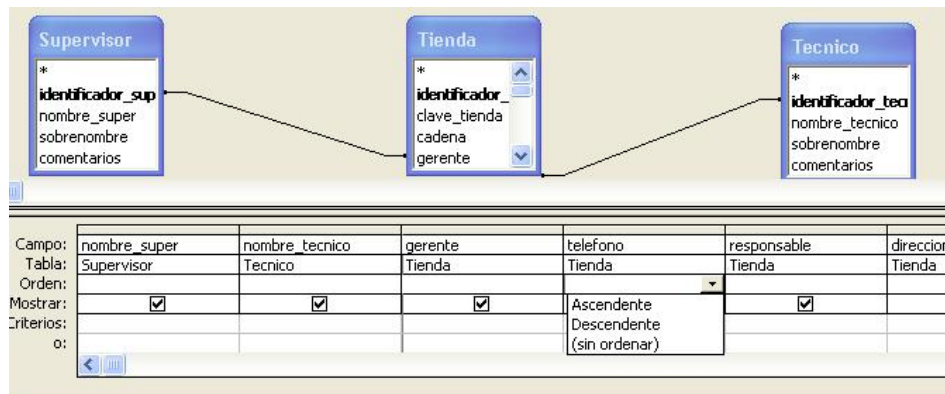 Supervisor
*
identificador_sup
nombre_super
sobrenombre
comentarios
Tienda
*
identificador_
clave_tienda
cadena
gerente
Tecnico
*
identificador_tec
nombre_tecnico
sobrenombre
comentarios
Campo: nombre_super nombre_tecnico gerente telefono responsable direccion
Tabla: Supervisor Tecnico Tienda Tienda Tienda Tienda
Orden:
Mostrar:
Criterios:
o:
Ascendente
Descendente
(sin ordenar)